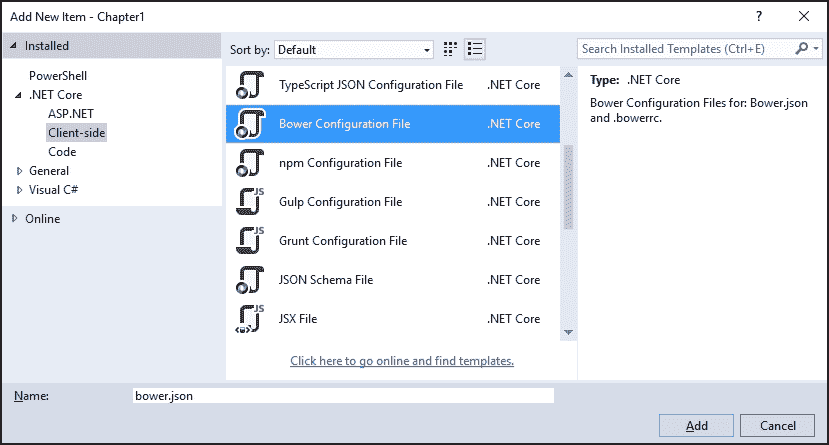 Add New Item - Chapter1
? ×
Installed
PowerShell
.NET Core
ASP.NET
Client-side
Code
General
Visual C#
Online
Sort by: Default
Search Installed Templates (Ctrl+E)
TypeScript JSON Configuration File .NET Core
Bower Configuration File .NET Core
npm Configuration File .NET Core
JS
Gulp Configuration File .NET Core
JS
Grunt Configuration File .NET Core
JSON Schema File .NET Core
JS
JSX File .NET Core
Click here to go online and find templates.
Type: .NET Core
Bower Configuration Files for: Bower.json
and .bowerrc.
Name: bower.json
Add Cancel